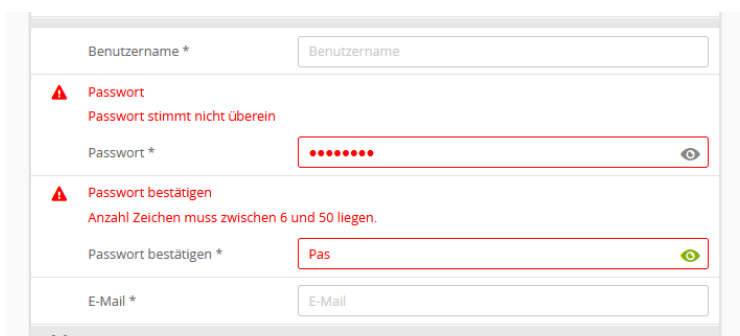 Benutzername * Benutzername
Passwort
Passwort stimmt nicht überein
Passwort * ••••••••
Passwort bestätigen
Anzahl Zeichen muss zwischen 6 und 50 liegen.
Passwort bestätigen * Pas
E-Mail * E-Mail